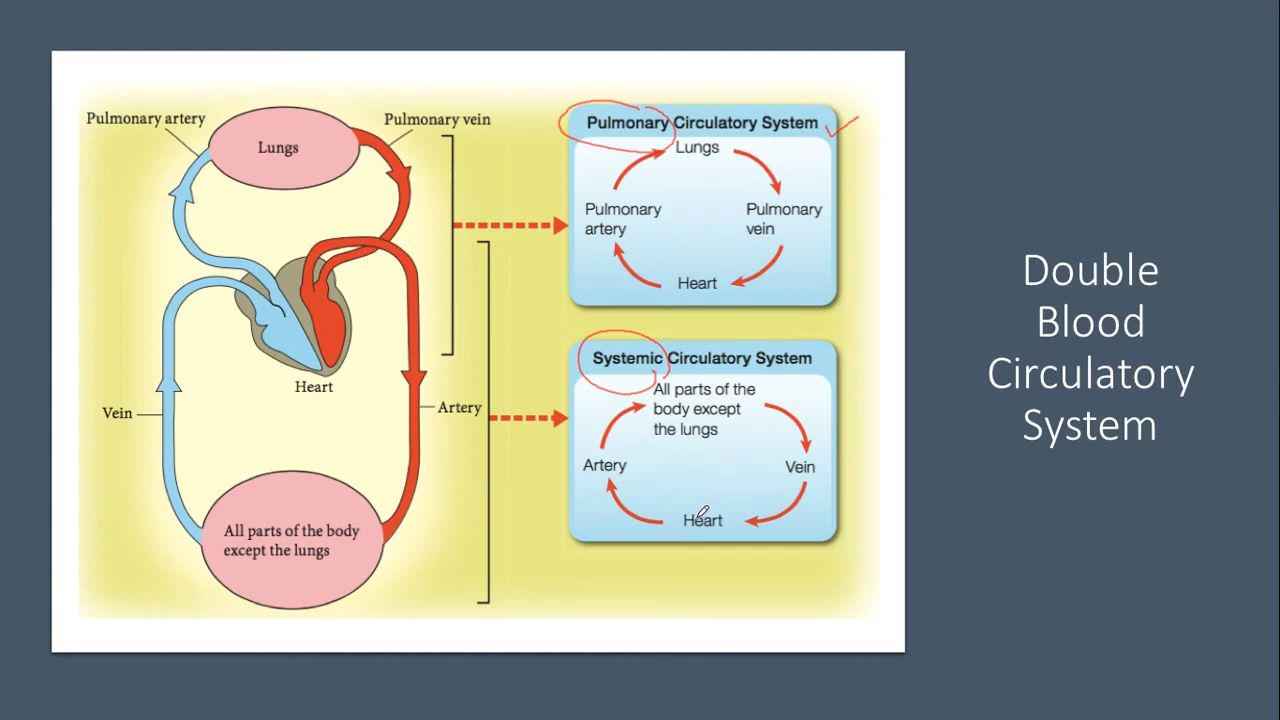 Pulmonary artery
Pulmonary vein
Lungs
Heart
Vein
Artery
All parts of the body
except the lungs
Pulmonary Circulatory System
Lungs
Pulmonary
artery
Pulmonary
vein
Heart
Systemic Circulatory System
All parts of the
body except
the lungs
Artery
Vein
Heart
Double
Blood
Circulatory
System